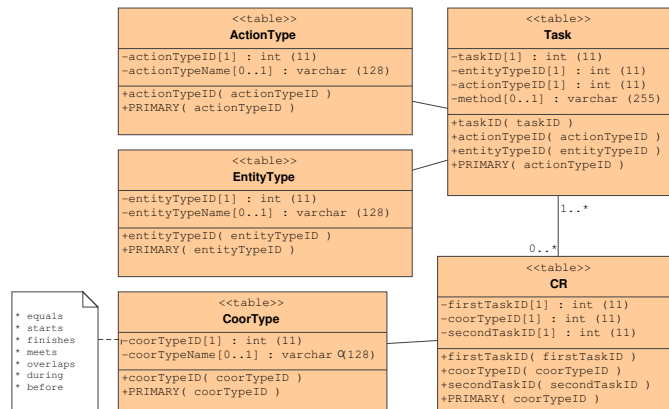 <<table>>
ActionType
-actionTypeID[1] : int (11)
-actionTypeName[0..1] : varchar (128)
+actionTypeID( actionTypeID )
+PRIMARY( actionTypeID )
<<table>>
Task
-taskID[1] : int (11)
-entityTypeID[1] : int (11)
-actionTypeID[1] : int (11)
-method[0..1] : varchar (255)
+taskID( taskID )
+actionTypeID( actionTypeID )
+entityTypeID( entityTypeID )
+PRIMARY( actionTypeID )
<<table>>
EntityType
-entityTypeID[1] : int (11)
-entityTypeName[0..1] : varchar (128)
+entityTypeID( entityTypeID )
+PRIMARY( entityTypeID )
1..*
0..*
<<table>>
CR
-firstTaskID[1] : int (11)
-coorTypeID[1] : int (11)
-secondTaskID[1] : int (11)
+firstTaskID( firstTaskID )
+coorTypeID( coorTypeID )
+secondTaskID( secondTaskID )
+PRIMARY( coorTypeID )
* equals
* starts
* finishes
* meets
* overlaps
* during
* before
<<table>>
CoorType
-coorTypeID[1] : int (11)
-coorTypeName[0..1] : varchar (128)
+coorTypeID( coorTypeID )
+PRIMARY( coorTypeID )